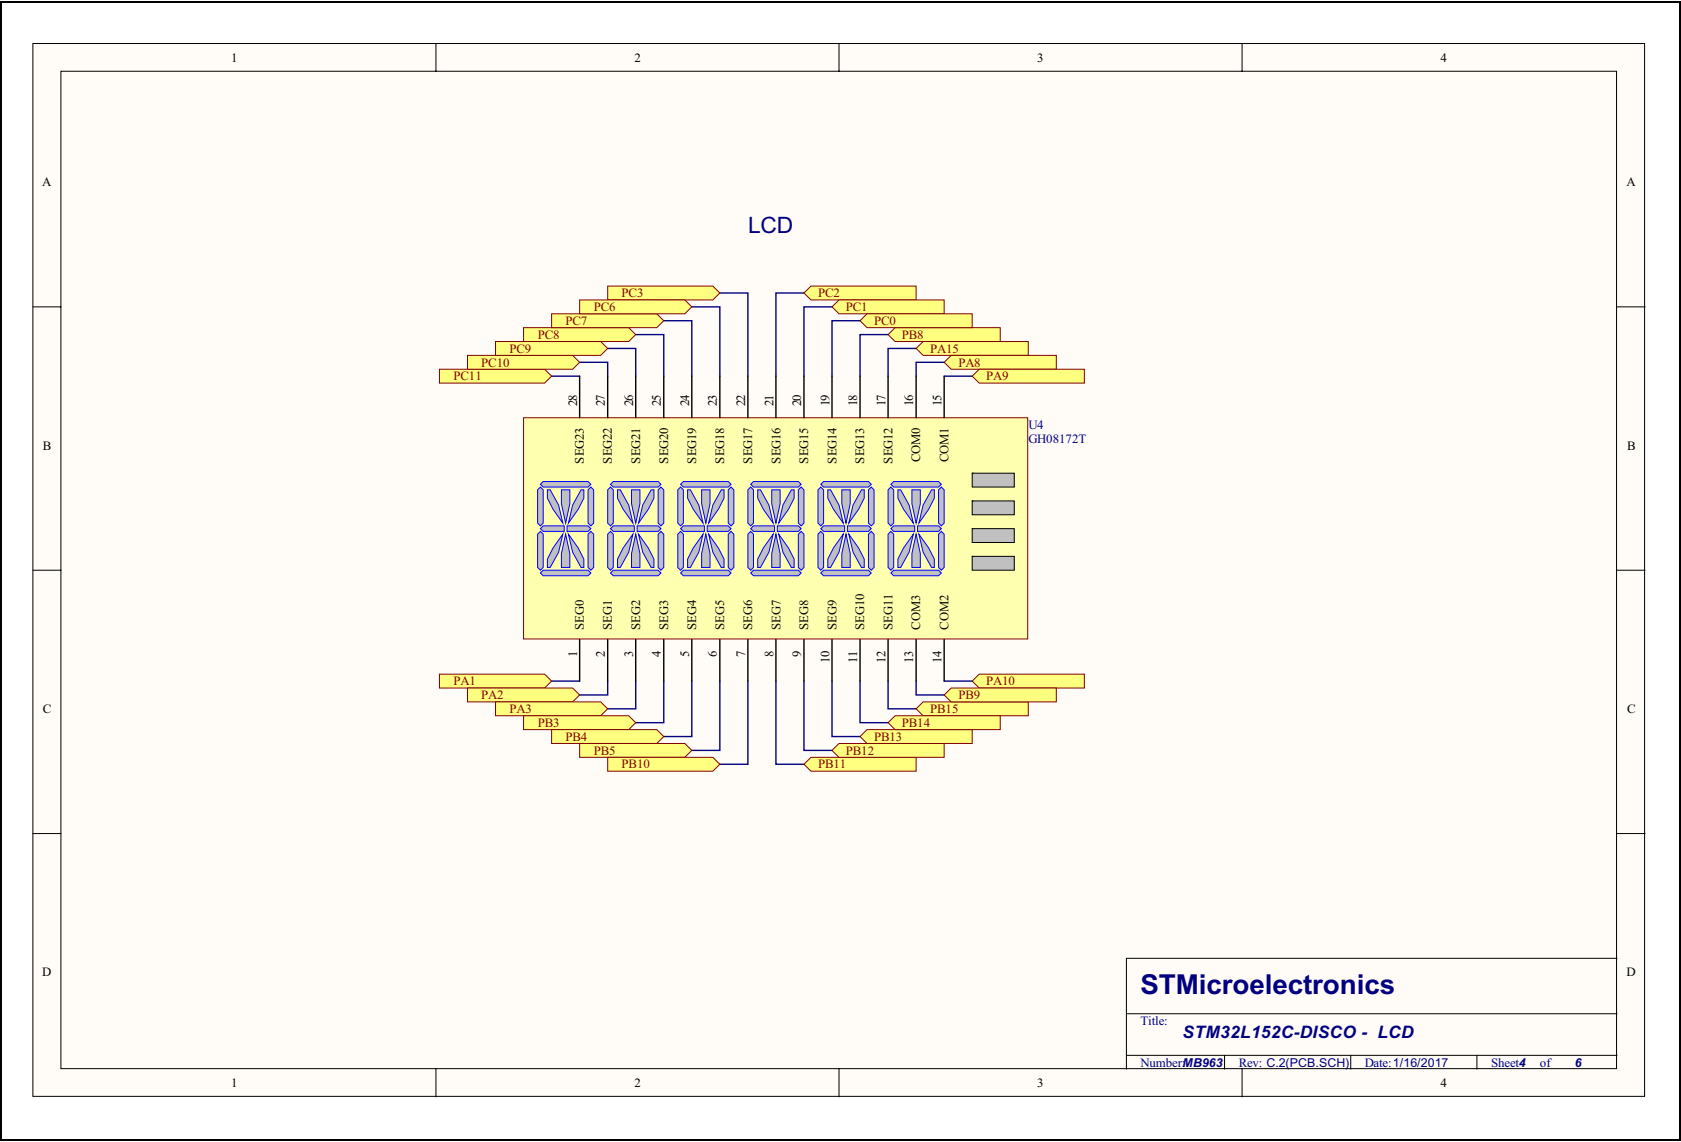 1 2 3 4
A A
LCD
PC3 PC2
PC6 PC1
PC7 PC0
PC8 PB8
PC9 PA15
PC10 PA8
PC11 PA9
28 27 26 25 24 23 22 21 20 19 18 17 16 15
U4
GH08172T
B B
SEG23 SEG22 SEG21 SEG20 SEG19 SEG18 SEG17 SEG16 SEG15 SEG14 SEG13 SEG12 COM0 COM1
SEG0 SEG1 SEG2 SEG3 SEG4 SEG5 SEG6 SEG7 SEG8 SEG9 SEG10 SEG11 COM3 COM2
1 2 3 4 5 6 7 8 9 10 11 12 13 14
PA1 PA10
PA2 PB9
PA3 PB15
C C
PB3 PB14
PB4 PB13
PB5 PB12
PB10 PB11
D D
STMicroelectronics
Title: STM32L152C-DISCO - LCD
Number:MB963 Rev: C.2(PCB.SCH) Date:1/16/2017 Sheet4 of 6
1 2 3 4